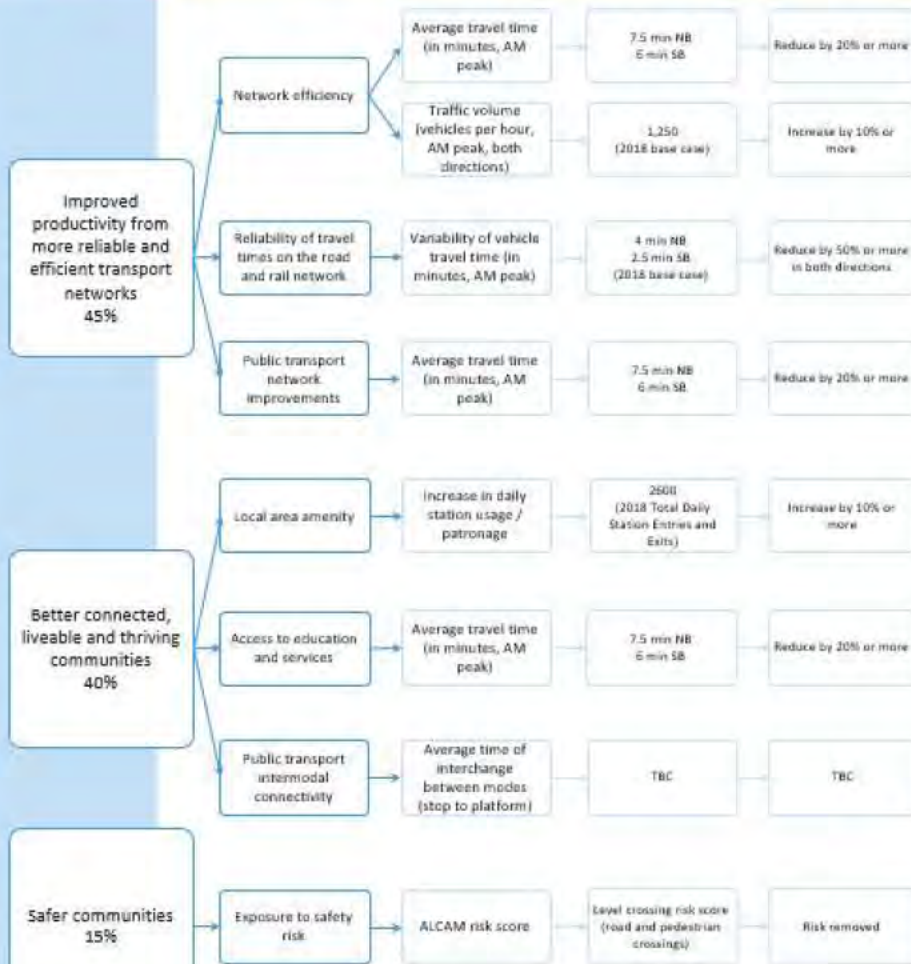 Average travel time
(in minutes, AM
peak)
7.5 min NB
6 min SB
Reduce by 20% or more
Network efficiency
Traffic volume
(vehicles per hour,
AM peak, both
directions)
1,250
(2018 base case)
Increase by 10% or
more
Improved
productivity from
more reliable and
efficient transport
networks
45%
Reliability of travel
times on the road
and rail network
Variability of vehicle
travel time (in
minutes, AM peak)
4 min NB
2.5 min SB
(2018 base case)
Reduce by 50% or more
in both directions
Public transport
network
improvements
Average travel time
(in minutes, AM
peak)
7.5 min NB
6 min SB
Reduce by 20% or more
Local area amenity
Increase in daily
station usage /
patronage
2600
(2018 Total Daily
Station Entries and
Exits)
Increase by 10% or
more
Better connected,
liveable and thriving
communities
40%
Access to education
and services
Average travel time
(in minutes, AM
peak)
7.5 min NB
6 min SB
Reduce by 20% or more
Public transport
intermodal
connectivity
Average time of
interchange
between modes
(stop to platform)
TBC
TBC
Safer communities
15%
Exposure to safety
risk
ALCAM risk score
Level crossing risk score
(road and pedestrian
crossings)
Risk removed